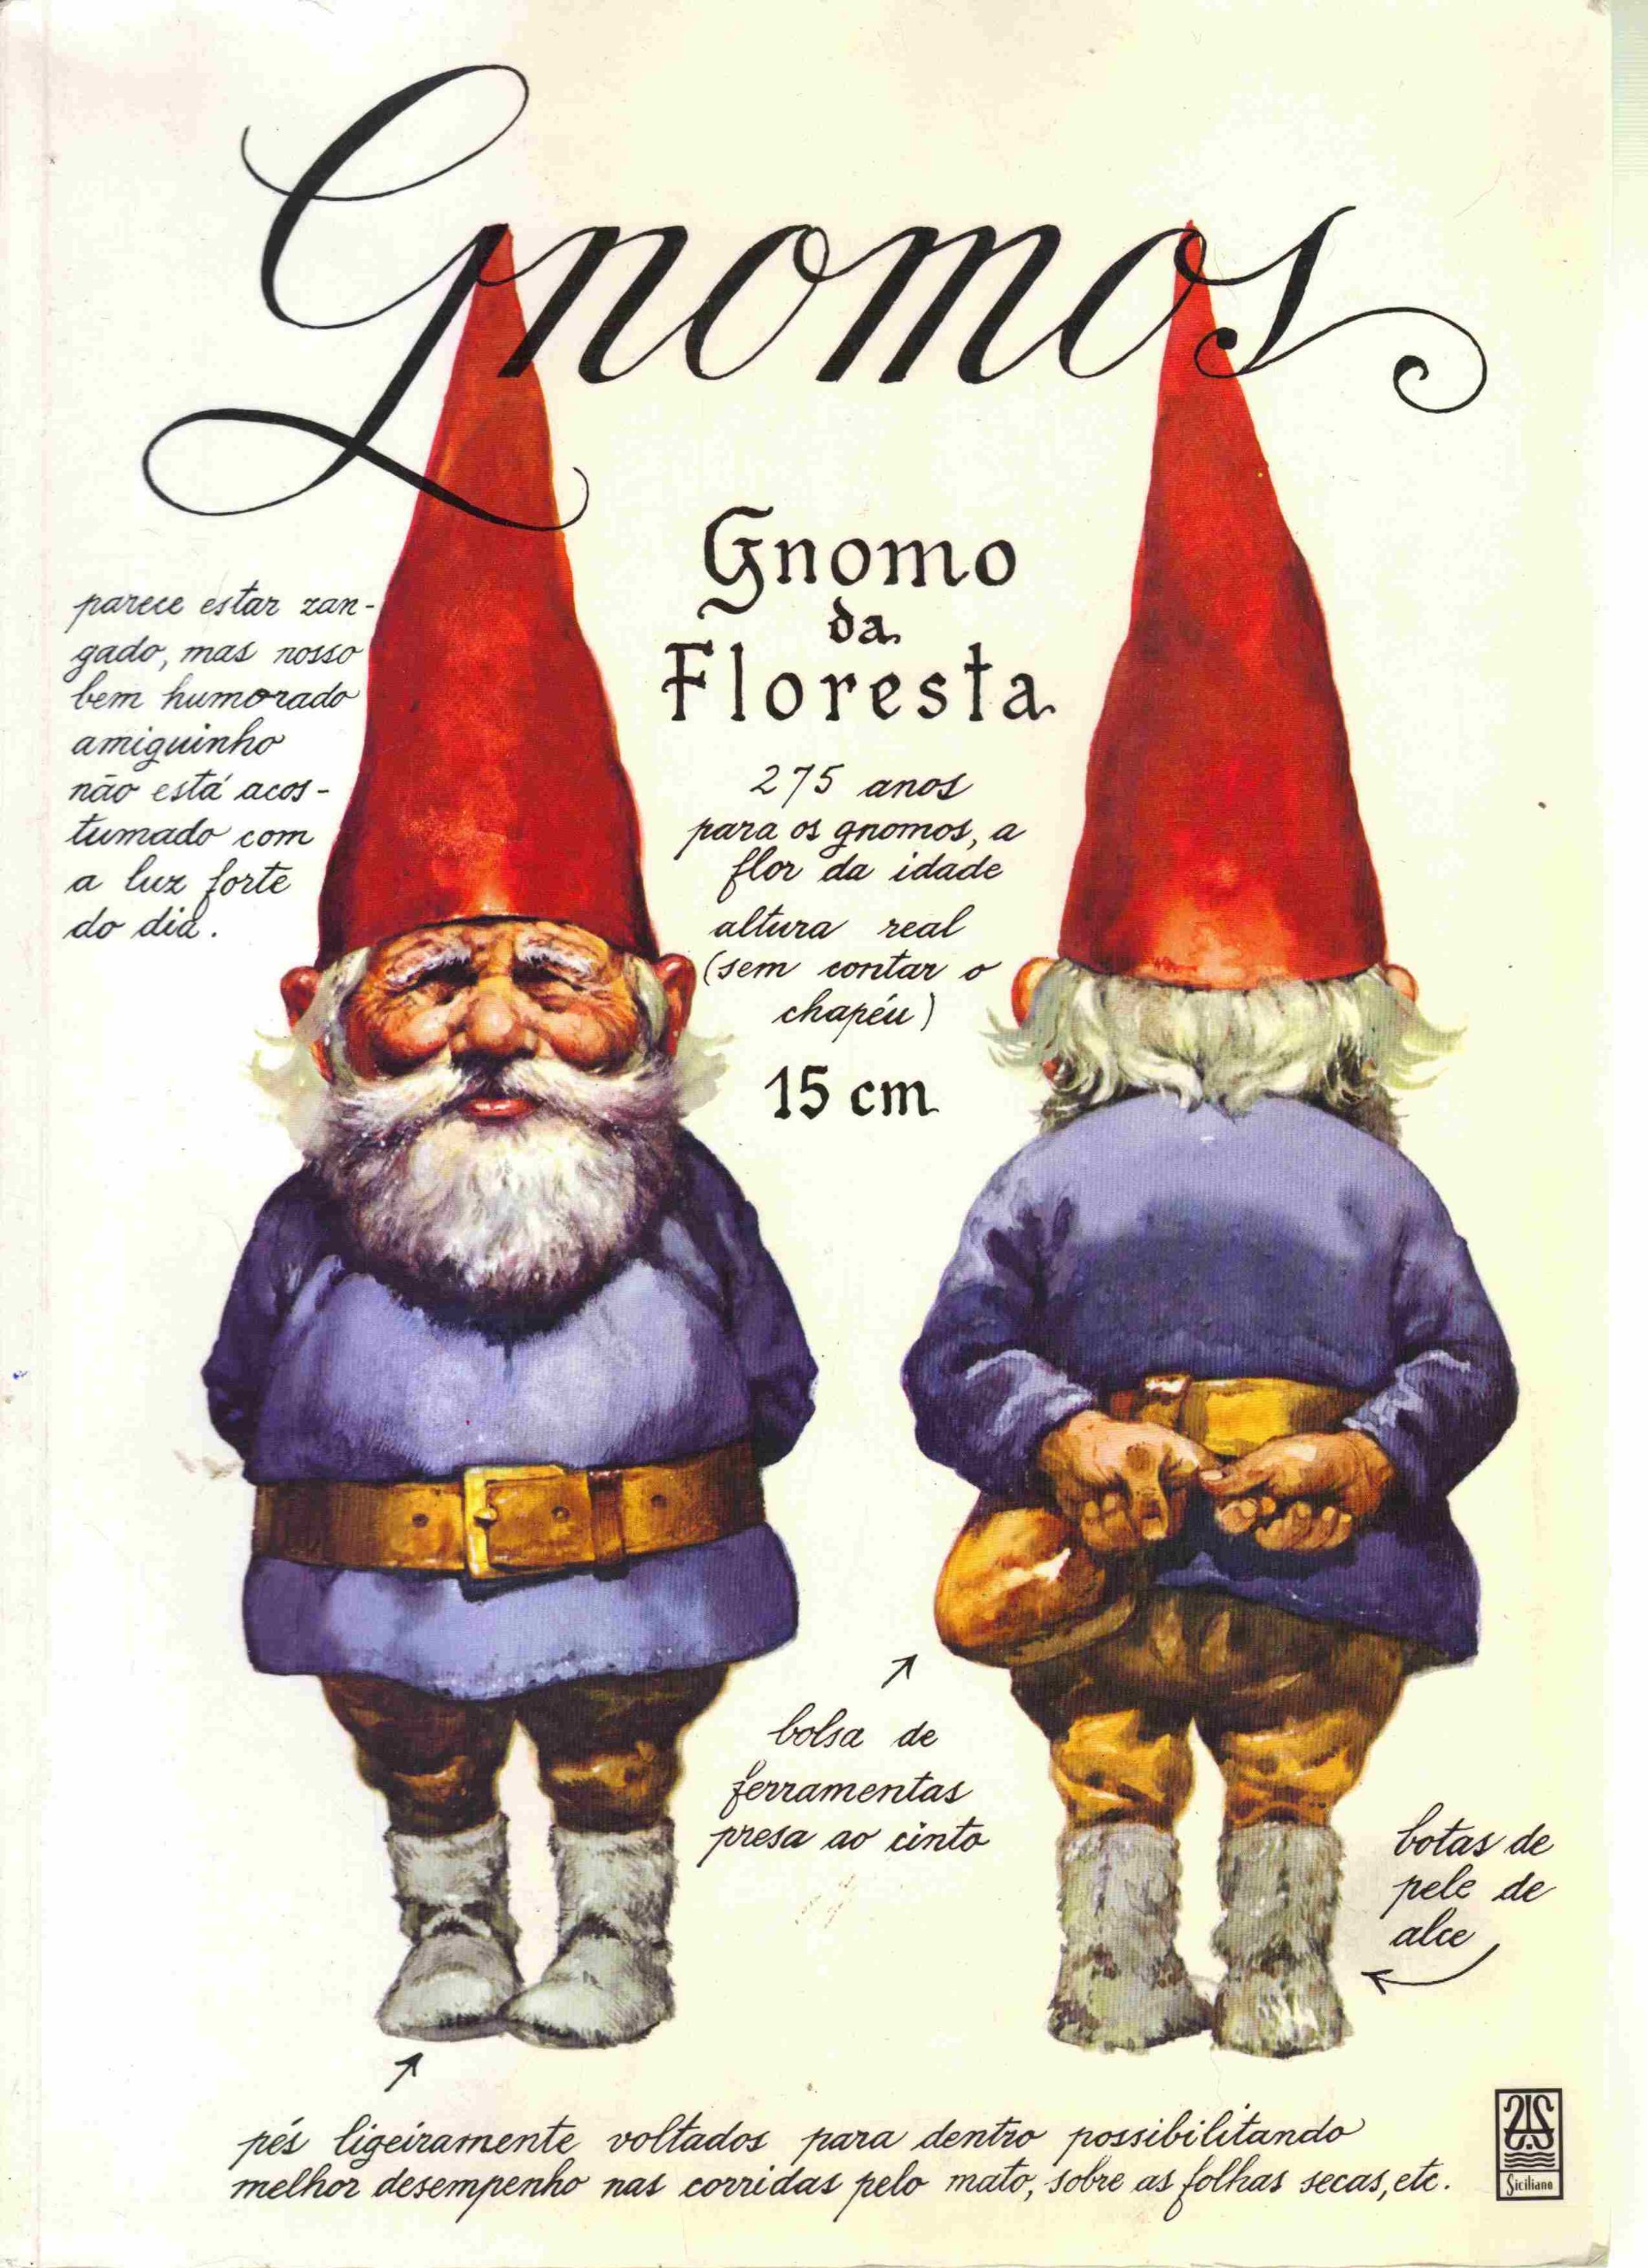 Gnomos
Gnomo
da
Floresta
parece estar zan-
gado, mas nosso
bem humorado
amiguinho
não está acos-
tumado com
a luz forte
do dia.
275 anos
para os gnomos, a
flor da idade
altura real
(sem contar o
chapéu)
15 cm
bolsa de
ferramentas
presa ao cinto
botas de
pele de
alce
pés ligeiramente voltados para dentro possibilitando
melhor desempenho nas corridas pelo mato, sobre as folhas secas, etc.
Siciliano